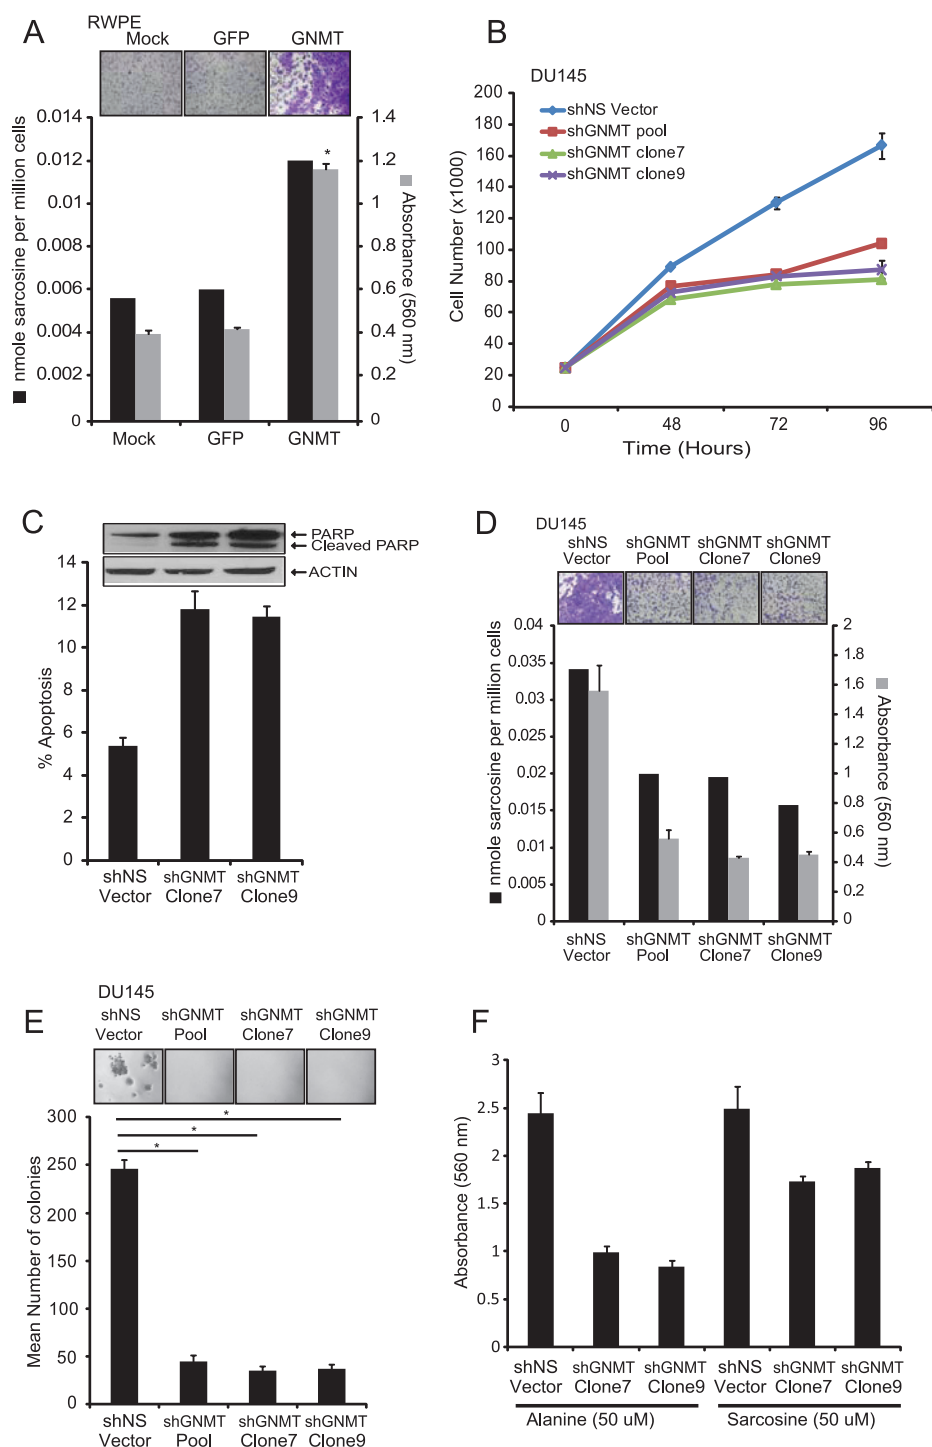 A
RWPE
Mock GFP GNMT
nmole sarcosine per million cells
0.014
0.012
0.01
0.006
0.006
0.004
0.002
0
1.4
1.2
1
0.8
0.6
0.4
0.2
0
Absorbance (560 nm)
*
Mock GFP GNMT
B
DU145
shNS Vector
shGNMT pool
shGNMT clone7
shGNMT clone9
Cell Number (x1000)
200
180
160
140
120
100
80
60
40
20
0
0 48 72 96
Time (Hours)
C
PARP
Cleaved PARP
ACTIN
% Apoptosis
14
12
10
8
6
4
2
0
shNS shGNMT shGNMT
Vector Clone7 Clone9
D
DU145
shNS shGNMT shGNMT shGNMT
Vector Pool Clone7 Clone9
nmole sarcosine per million cells
0.04
0.035
0.03
0.025
0.02
0.015
0.01
0.005
0
2
1.8
1.6
1.4
1.2
1
0.8
0.6
0.4
0.2
0
Absorbance (560 nm)
shNS shGNMT shGNMT shGNMT
Vector Pool Clone7 Clone9
E
DU145
shNS shGNMT shGNMT shGNMT
Vector Pool Clone7 Clone9
Mean Number of colonies
300
250
200
150
100
50
0
*
*
*
shNS shGNMT shGNMT shGNMT
Vector Pool Clone7 Clone9
F
Absorbance (560 nm)
3
2.5
2
1.5
1
0.5
0
shNS shGNMT shGNMT shNS shGNMT shGNMT
Vector Clone7 Clone9 Vector Clone7 Clone9
Alanine (50 uM) Sarcosine (50 uM)